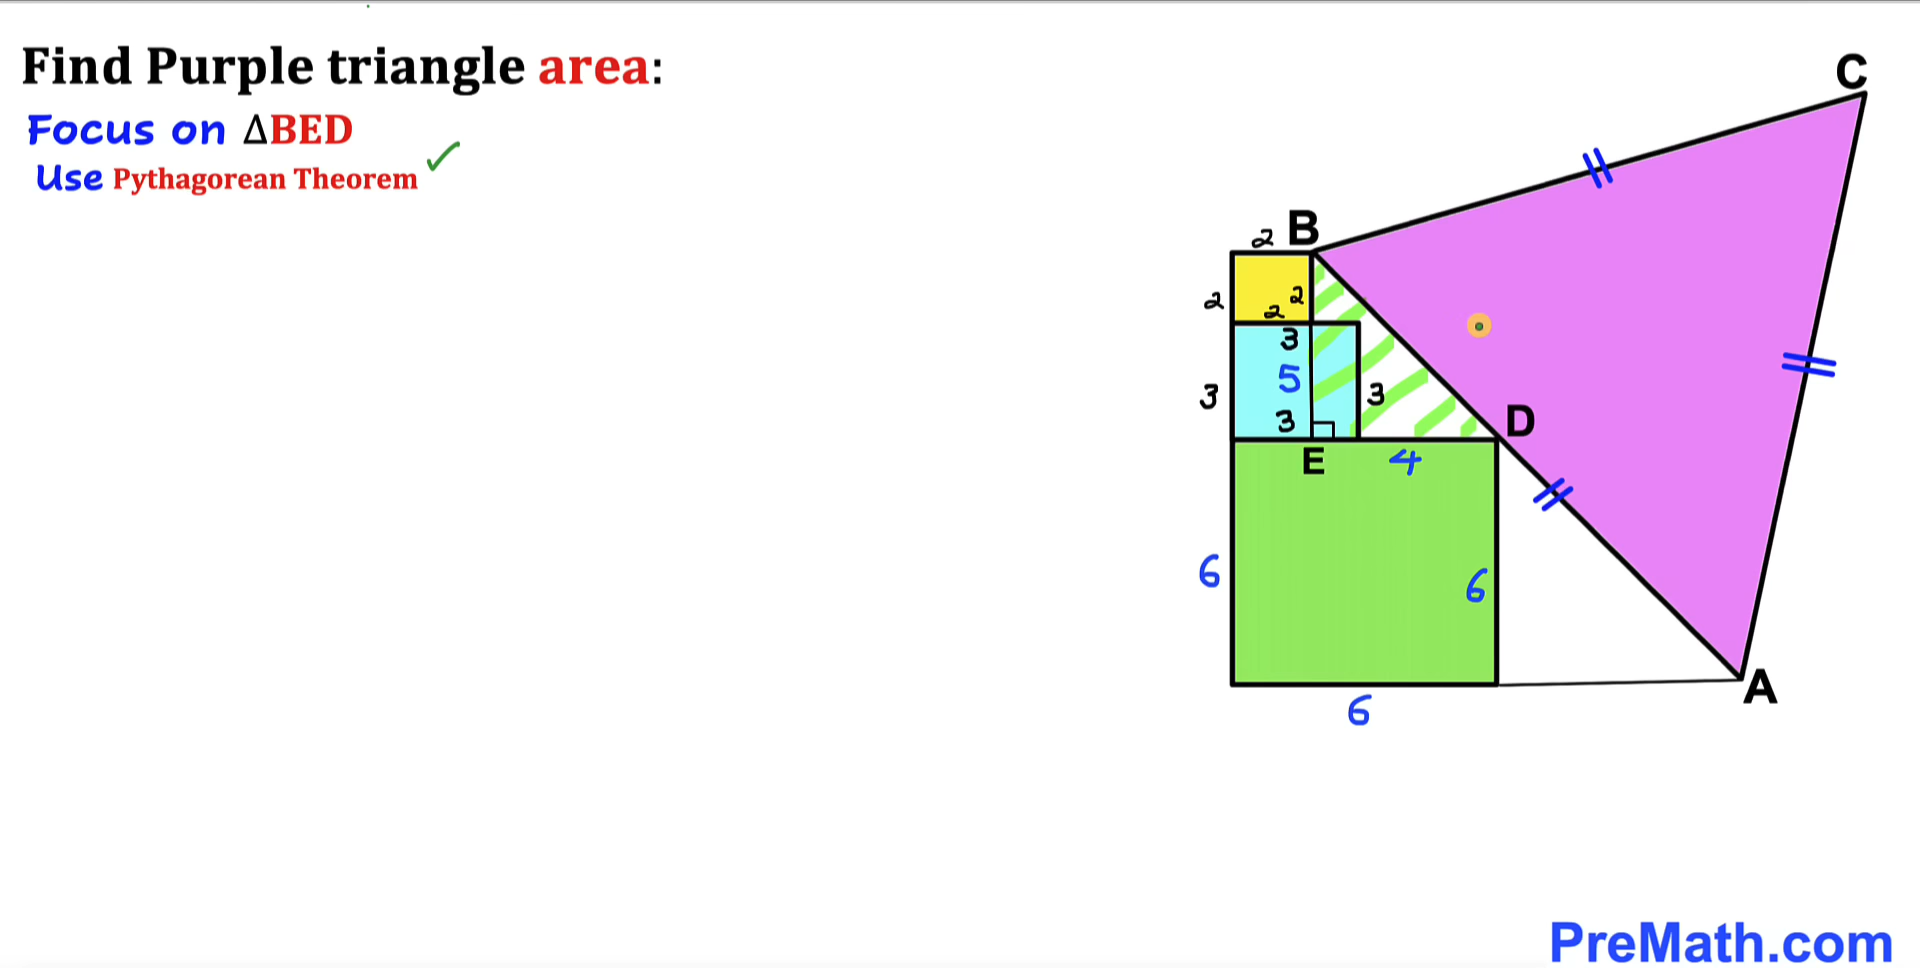 Find Purple triangle area:
Focus on ΔBED
Use Pythagorean Theorem
C
2 B
2 2
2
3
5
3 3
3 D
E 4
6 6
A
6
PreMath.com